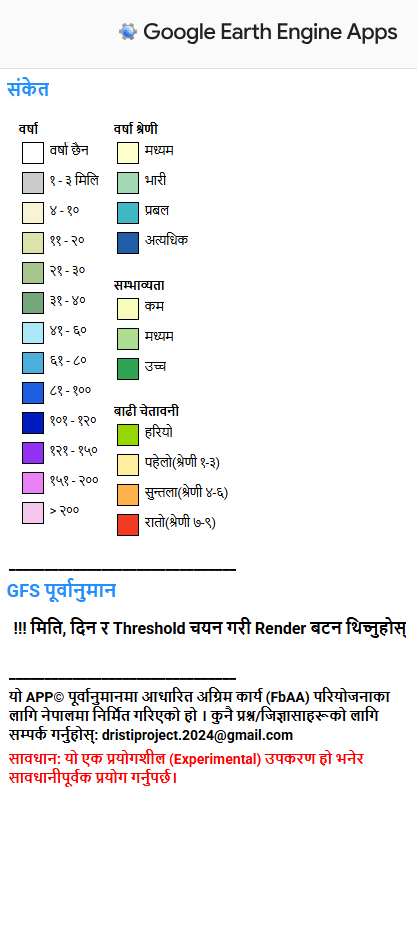 Google Earth Engine Apps
संकेत
वर्षा
वर्षा छैन
१ - ३ मिलि
४ - १०
११ - २०
२१ - ३०
३१ - ४०
४१ - ६०
६१ - ८०
८१ - १००
१०१ - १२०
१२१ - १५०
१५१ - २००
> २००
वर्षा श्रेणी
मध्यम
भारी
प्रबल
अत्यधिक
सम्भाव्यता
कम
मध्यम
उच्च
बाढी चेतावनी
हरियो
पहेलो(श्रेणी १-३)
सुन्तला(श्रेणी ४-६)
रातो(श्रेणी ७-९)
GFS पूर्वानुमान
!!! मिति, दिन र Threshold चयन गरी Render बटन थिच्नुहोस्
यो APP© पूर्वानुमानमा आधारित अग्रिम कार्य (FbAA) परियोजनाका
लागि नेपालमा निर्मित गरिएको हो । कुनै प्रश्न/जिज्ञासाहरूको लागि
सम्पर्क गर्नुहोस्: dristiproject.2024@gmail.com
सावधान: यो एक प्रयोगशील (Experimental) उपकरण हो भनेर
सावधानीपूर्वक प्रयोग गर्नुपर्छ।